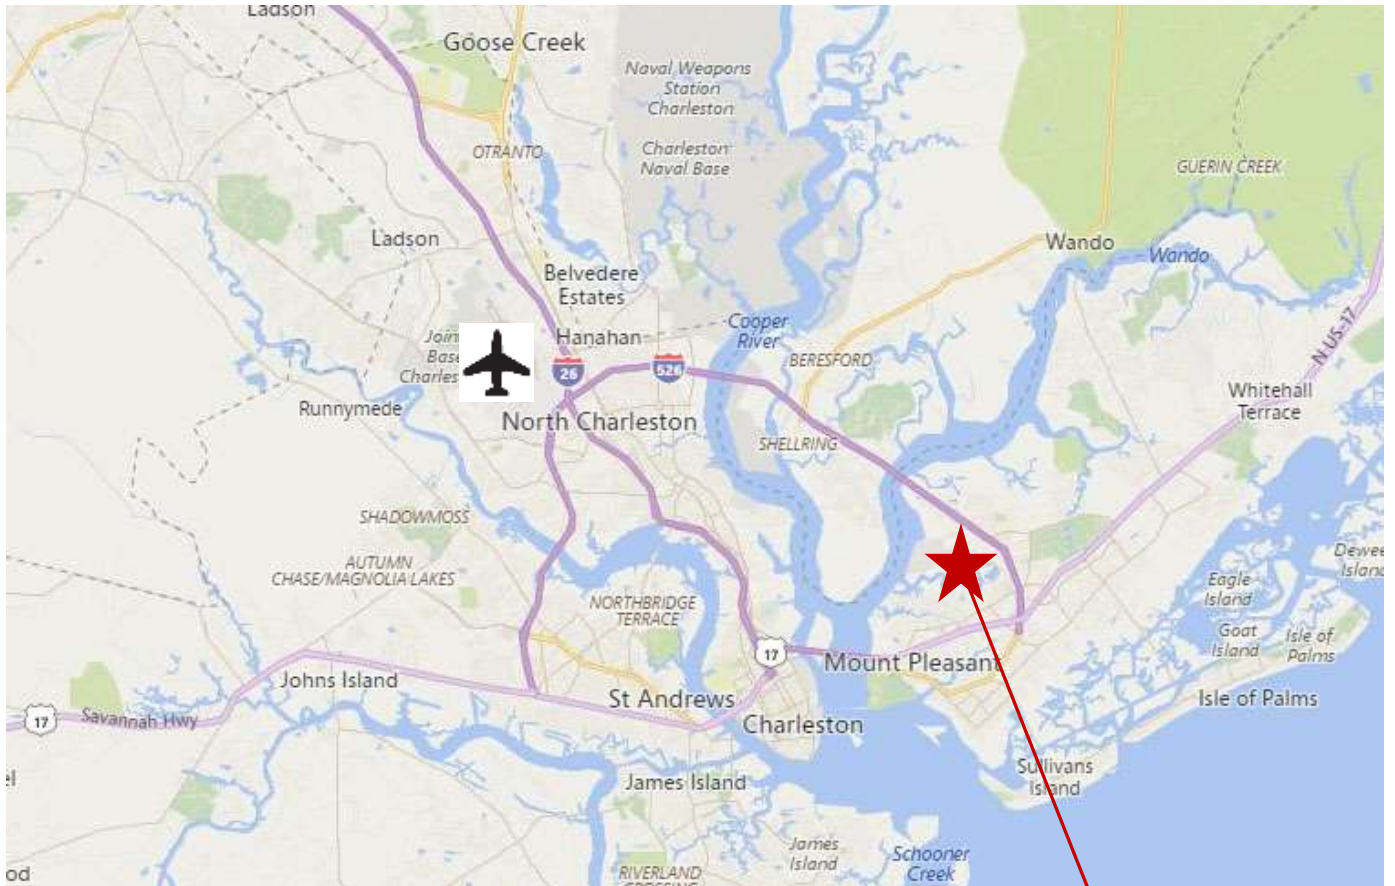 Ladson
Goose Creek
Naval Weapons
Station
Charleston
Charleston
Naval Base
OTRANTO
GUERIN CREEK
Ladson
Wando
Wando
Belvedere
Estates
Cooper
River
Hanahan
BERESFORD
N US-17
26
526
Whitehall
Terrace
Runnymede
North Charleston
SHELLRING
SHADOWMOSS
AUTUMN
CHASE/MAGNOLIA LAKES
Eagle
Island
Island
NORTHBRIDGE
TERRACE
Goat
Island
Isle of
Palms
17
Mount Pleasant
Johns Island
St Andrews
Isle of Palms
17
Savannah Hwy
Charleston
Sullivans
Island
James Island
James
Island
Schooner
Creek
RIVERLAND